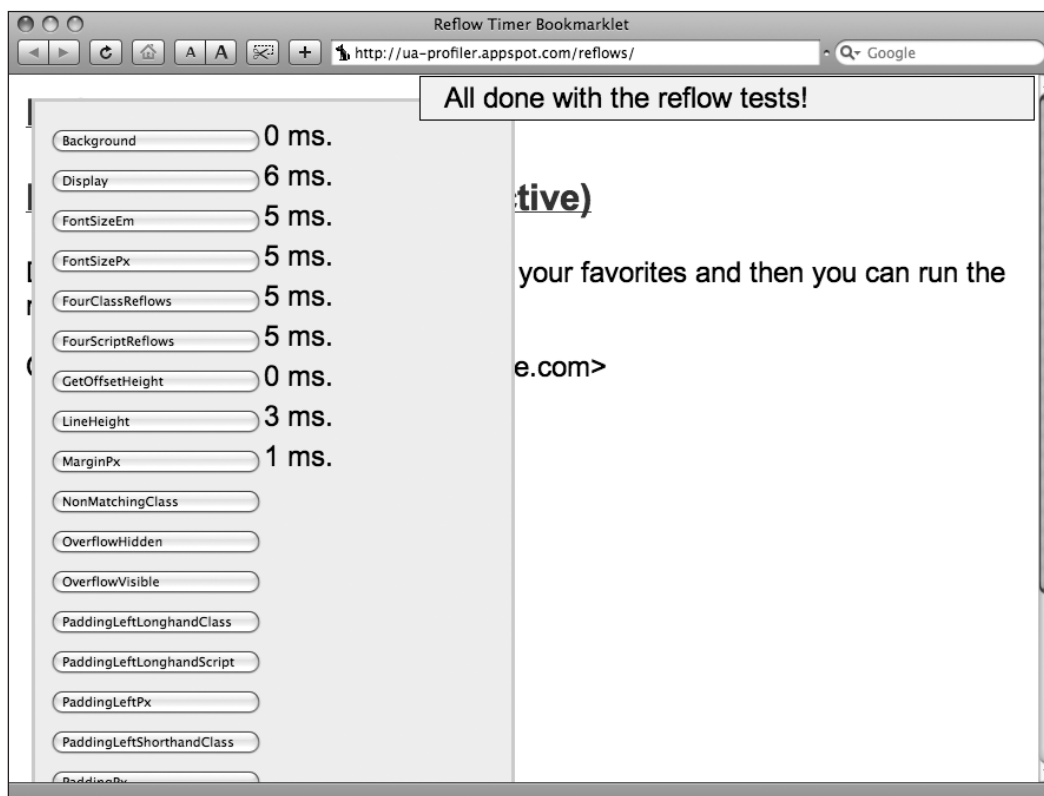 Reflow Timer Bookmarklet
A A + http://ua-profiler.appspot.com/reflows/ Google
All done with the reflow tests!
Background 0 ms.
Display 6 ms.
tive)
FontSizeEm 5 ms.
FontSizePx 5 ms.
your favorites and then you can run the
FourClassReflows 5 ms.
FourScriptReflows 5 ms.
e.com>
GetOffsetHeight 0 ms.
LineHeight 3 ms.
MarginPx 1 ms.
NonMatchingClass
OverflowHidden
OverflowVisible
PaddingLeftLonghandClass
PaddingLeftLonghandScript
PaddingLeftPx
PaddingLeftShorthandClass
PaddingPx